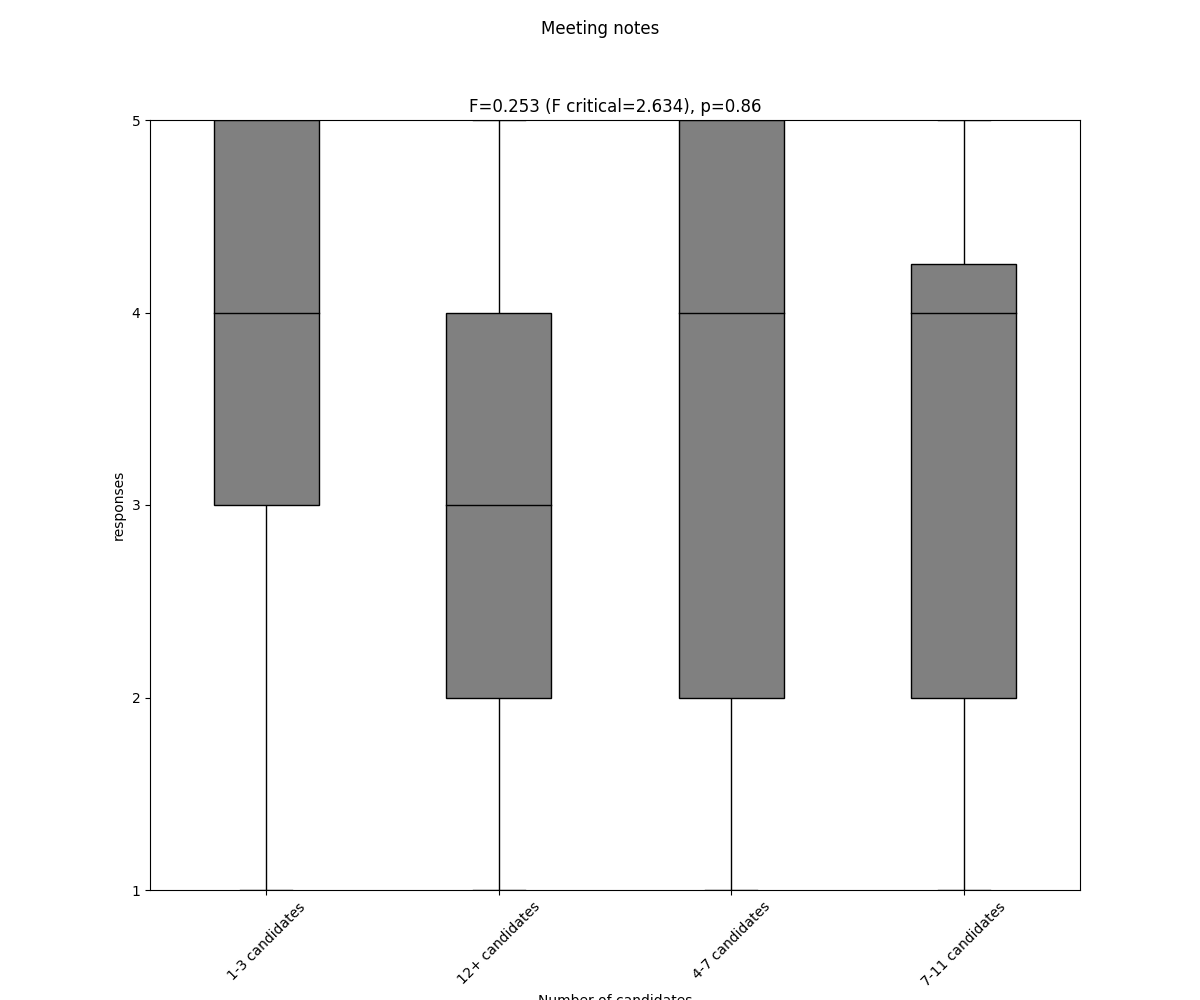 Meeting notes
F=0.253 (F critical=2.634), p=0.86
5
4
3
2
1
responses
1-3 candidates
12+ candidates
4-7 candidates
7-11 candidates
Number of candidates